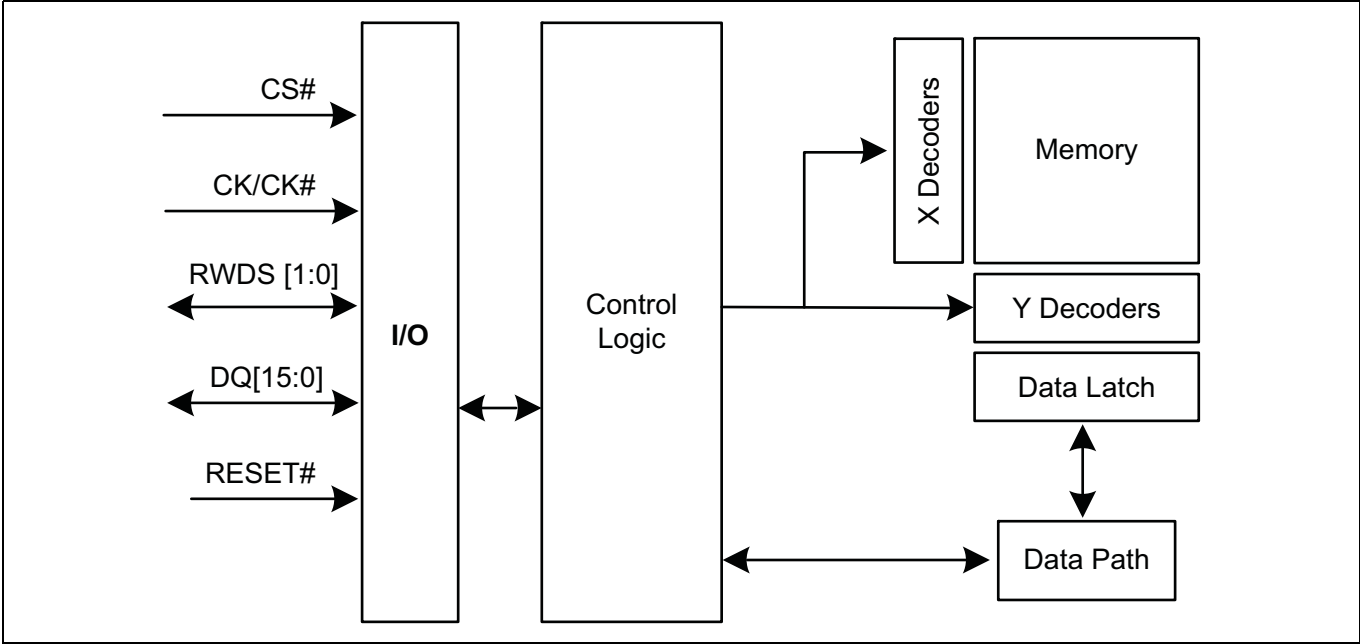 CS#
CK/CK#
RWDS [1:0]
DQ[15:0]
RESET#
I/O
Control
Logic
X Decoders
Memory
Y Decoders
Data Latch
Data Path